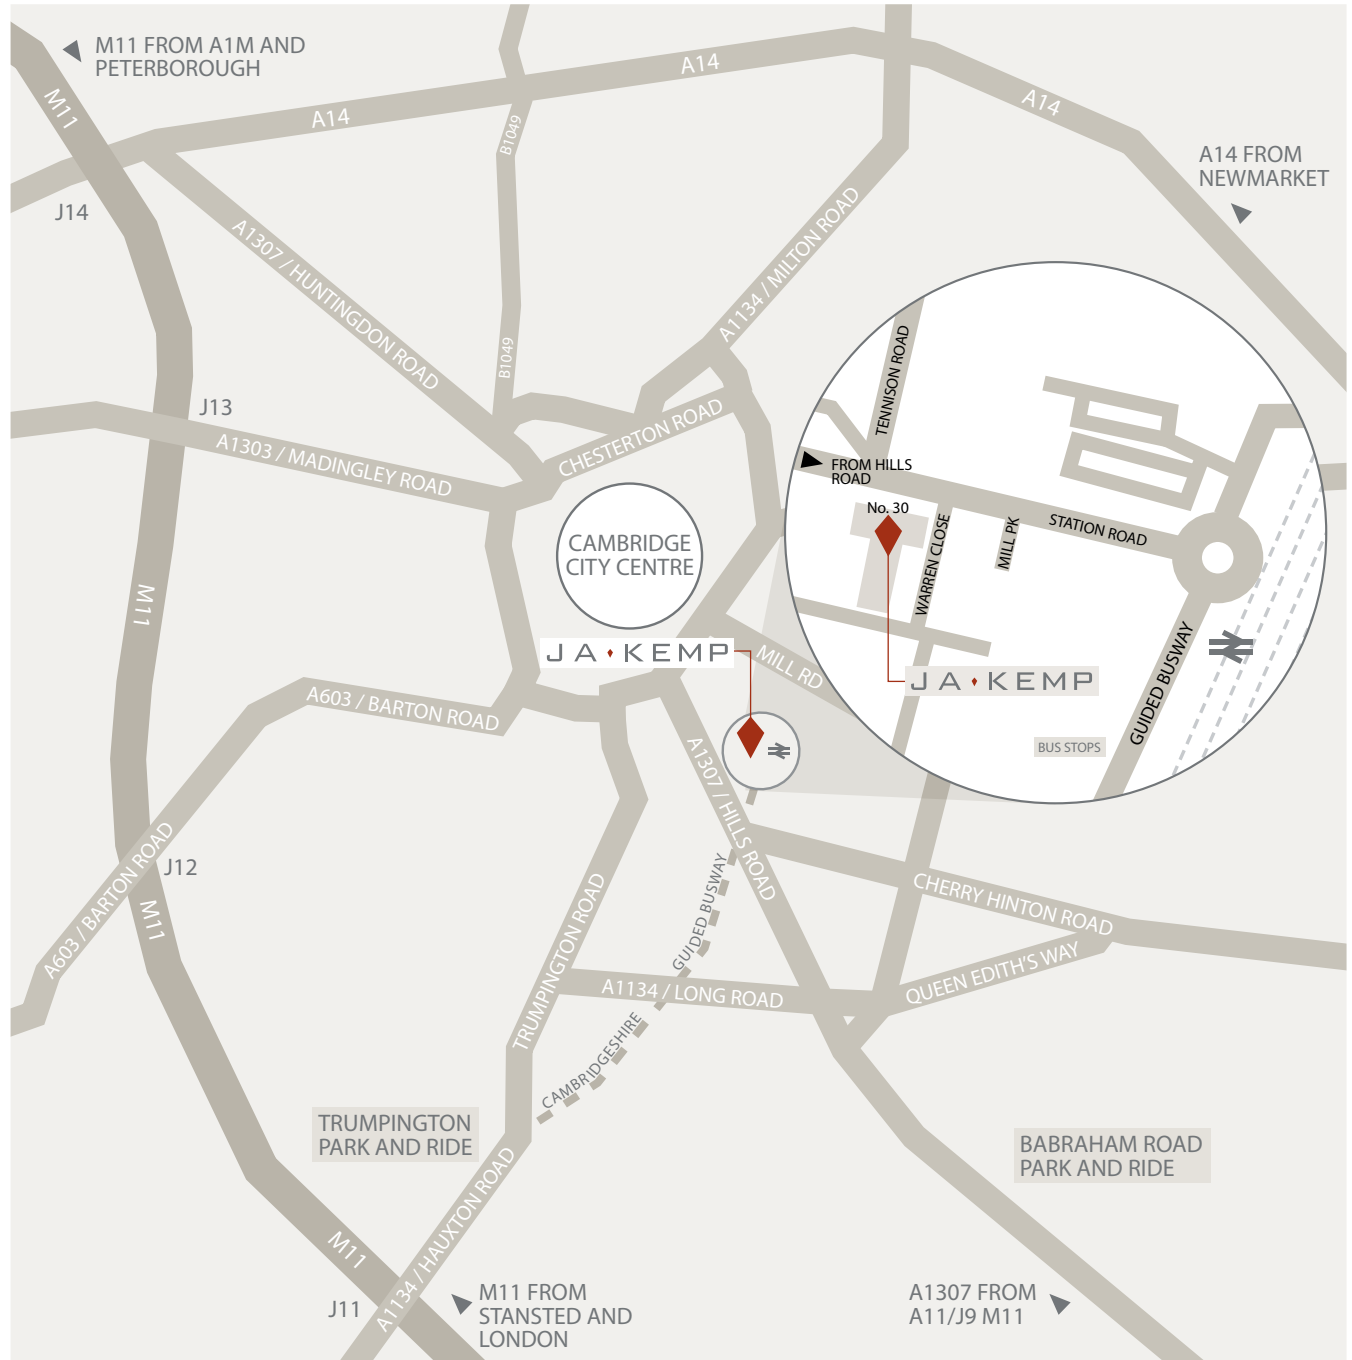 M11 FROM A1M AND
PETERBOROUGH
M11
A14
A14
A14
B1049
A14 FROM
NEWMARKET
J14
A1307 / HUNTINGDON ROAD
A1134 / MILTON ROAD
B1049
J13
A1303 / MADINGLEY ROAD
CHESTERTON ROAD
TENNISON ROAD
FROM HILLS
ROAD
No. 30
STATION ROAD
MILL PK
WARREN CLOSE
CAMBRIDGE
CITY CENTRE
M11
JA KEMP
MILL RD
JA KEMP
GUIDED BUSWAY
BUS STOPS
A603 / BARTON ROAD
A1307 / HILLS ROAD
A603 / BARTON ROAD
J12
M11
CHERRY HINTON ROAD
QUEEN EDITH'S WAY
TRUMPINGTON ROAD
A1134 / LONG ROAD
CAMBRIDGESHIRE GUIDED BUSWAY
TRUMPINGTON
PARK AND RIDE
BABRAHAM ROAD
PARK AND RIDE
M11
A1134 / HAUXTON ROAD
J11
M11 FROM
STANSTED AND
LONDON
A1307 FROM
A11/J9 M11